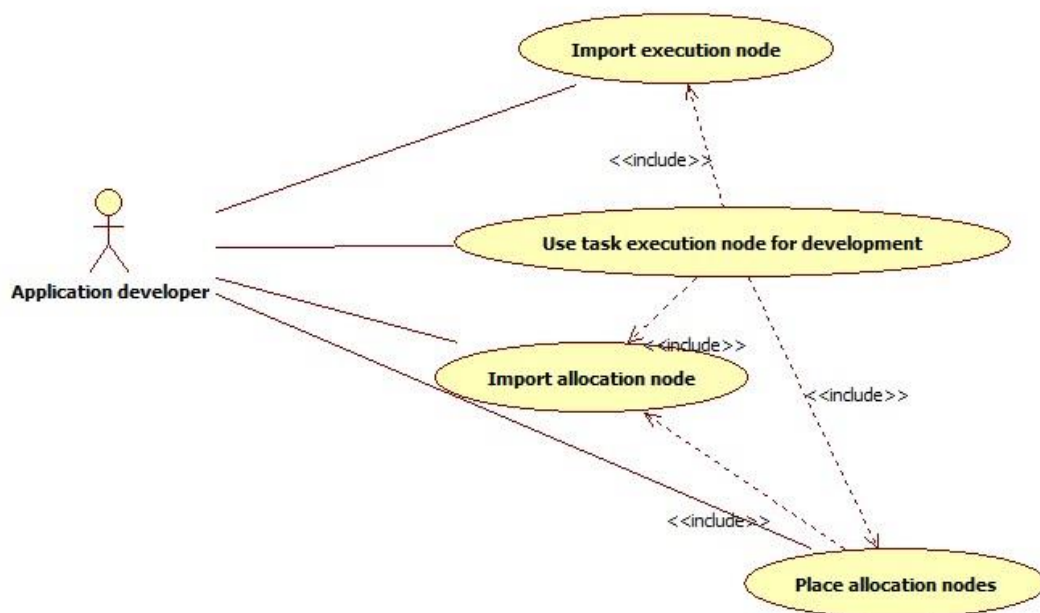 Import execution node
<<include>>
Use task execution node for development
Application developer
<<include>>
Import allocation node
<<include>>
<<include>>
Place allocation nodes